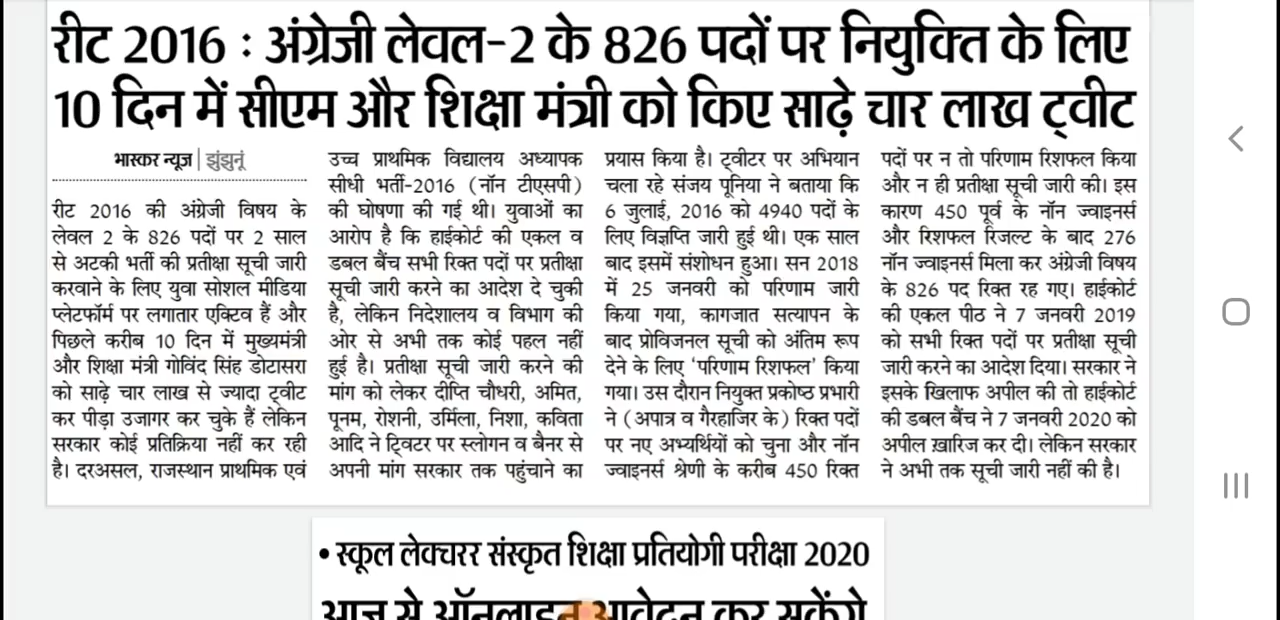 रीट 2016 : अंग्रेजी लेवल-2 के 826 पदों पर नियुक्ति के लिए
10 दिन में सीएम और शिक्षा मंत्री को किए साढ़े चार लाख ट्वीट
भास्कर न्यूज | झुंझुनूं
रीट 2016 की अंग्रेजी विषय के
लेवल 2 के 826 पदों पर 2 साल
से अटकी भर्ती की प्रतीक्षा सूची जारी
करवाने के लिए युवा सोशल मीडिया
प्लेटफॉर्म पर लगातार एक्टिव हैं और
पिछले करीब 10 दिन में मुख्यमंत्री
और शिक्षा मंत्री गोविंद सिंह डोटासरा
को साढ़े चार लाख से ज्यादा ट्वीट
कर पीड़ा उजागर कर चुके हैं लेकिन
सरकार कोई प्रतिक्रिया नहीं कर रही
है। दरअसल, राजस्थान प्राथमिक एवं
उच्च प्राथमिक विद्यालय अध्यापक
सीधी भर्ती-2016 (नॉन टीएसपी)
की घोषणा की गई थी। युवाओं का
आरोप है कि हाईकोर्ट की एकल व
डबल बैंच सभी रिक्त पदों पर प्रतीक्षा
सूची जारी करने का आदेश दे चुकी
है, लेकिन निदेशालय व विभाग की
ओर से अभी तक कोई पहल नहीं
हुई है। प्रतीक्षा सूची जारी करने की
मांग को लेकर दीप्ति चौधरी, अमित,
पूनम, रोशनी, उर्मिला, निशा, कविता
आदि ने ट्विटर पर स्लोगन व बैनर से
अपनी मांग सरकार तक पहुंचाने का
प्रयास किया है। ट्वीटर पर अभियान
चला रहे संजय पूनिया ने बताया कि
6 जुलाई, 2016 को 4940 पदों के
लिए विज्ञप्ति जारी हुई थी। एक साल
बाद इसमें संशोधन हुआ। सन 2018
में 25 जनवरी को परिणाम जारी
किया गया, कागजात सत्यापन के
बाद प्रोविजनल सूची को अंतिम रूप
देने के लिए 'परिणाम रिशफल' किया
गया। उस दौरान नियुक्त प्रकोष्ठ प्रभारी
ने (अपात्र व गैरहाजिर के) रिक्त पदों
पर नए अभ्यर्थियों को चुना और नॉन
ज्वाइनर्स श्रेणी के करीब 450 रिक्त
पदों पर न तो परिणाम रिशफल किया
और न ही प्रतीक्षा सूची जारी की। इस
कारण 450 पूर्व के नॉन ज्वाइनर्स
और रिशफल रिजल्ट के बाद 276
नॉन ज्वाइनर्स मिला कर अंग्रेजी विषय
के 826 पद रिक्त रह गए। हाईकोर्ट
की एकल पीठ ने 7 जनवरी 2019
को सभी रिक्त पदों पर प्रतीक्षा सूची
जारी करने का आदेश दिया। सरकार ने
इसके खिलाफ अपील की तो हाईकोर्ट
की डबल बैंच ने 7 जनवरी 2020 को
अपील ख़ारिज कर दी। लेकिन सरकार
ने अभी तक सूची जारी नहीं की है।
• स्कूल लेक्चरर संस्कृत शिक्षा प्रतियोगी परीक्षा 2020
आज से ऑनलाइन आवेदन कर सकेंगे